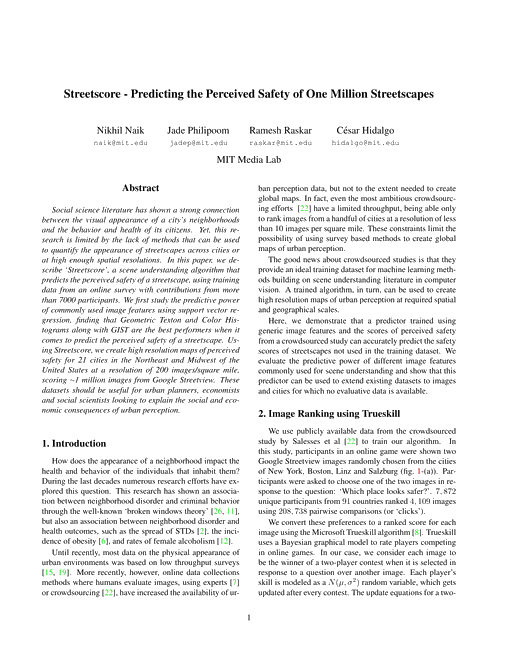 Streetscore - Predicting the Perceived Safety of One Million Streetscapes
Nikhil Naik
naik@mit.edu
Jade Philipoom
jadep@mit.edu
Ramesh Raskar
raskar@mit.edu
César Hidalgo
hidalgo@mit.edu
MIT Media Lab
Abstract
Social science literature has shown a strong connection
between the visual appearance of a city's neighborhoods
and the behavior and health of its citizens. Yet, this re-
search is limited by the lack of methods that can be used
to quantify the appearance of streetscapes across cities or
at high enough spatial resolutions. In this paper, we de-
scribe 'Streetscore', a scene understanding algorithm that
predicts the perceived safety of a streetscape, using training
data from an online survey with contributions from more
than 7000 participants. We first study the predictive power
of commonly used image features using support vector re-
gression, finding that Geometric Texton and Color His-
tograms along with GIST are the best performers when it
comes to predicting the perceived safety of a streetscape. Us-
ing Streetscore, we create high resolution maps of perceived
safety for 21 cities in the Northeast and Midwest of the
United States at a resolution of 200 images/square mile,
scoring ~1 million images from Google Streetview. These
datasets should be useful for urban planners, economists
and social scientists looking to explain the social and eco-
nomic consequences of urban perception.
1. Introduction
How does the appearance of a neighborhood impact the
health and behavior of the individuals that inhabit them?
During the last decades numerous research efforts have ex-
plored this question. This research has shown an associa-
tion between neighborhood disorder and criminal behavior
through the well-known 'broken windows theory' [26, 11],
but also an association between neighborhood disorder and
health outcomes, such as the spread of STDs [2], the inci-
dence of obesity [6], and rates of female alcoholism [12].
Until recently, most data on the physical appearance of
urban environments was based on low throughput surveys
[15, 19]. More recently, however, online data collections
methods where humans evaluate images, using experts [7]
or crowdsourcing [22], have increased the availability of ur-
ban perception data, but not to the extent needed to create
global maps. In fact, even the most ambitious crowdsourc-
ing efforts [22] have a limited throughput, being able only
to rank images from a handful of cities at a resolution of less
than 10 images per square mile. These constraints limit the
possibility of using survey based methods to create global
maps of urban perception.
The good news about crowdsourced studies is that they
provide an ideal training dataset for machine learning meth-
ods building on scene understanding literature in computer
vision. A trained algorithm, in turn, can be used to create
high resolution maps of urban perception at required spatial
and geographical scales.
Here, we demonstrate that a predictor trained using
generic image features and the scores of perceived safety
from a crowdsourced study can accurately predict the safety
scores of streetscapes not used in the training dataset. We
evaluate the predictive power of different image features
commonly used for scene understanding and show that this
predictor can be used to extend existing datasets to images
and cities for which no evaluative data is available.
2. Image Ranking using Trueskill
We use publicly available data from the crowdsourced
study by Salesses et al [22] to train our algorithm. In
this study, participants in an online game were shown two
Google Streetview images randomly chosen from the cities
of New York, Boston, Linz and Salzburg (fig. 1-(a)). Par-
ticipants were asked to choose one of the two images in re-
sponse to the question: 'Which place looks safer?'. 7, 872
unique participants from 91 countries ranked 4, 109 images
using 208, 738 pairwise comparisons (or 'clicks').
We convert these preferences to a ranked score for each
image using the Microsoft Trueskill algorithm [8]. Trueskill
uses a Bayesian graphical model to rate players competing
in online games. In our case, we consider each image to
be the winner of a two-player contest when it is selected in
response to a question over another image. Each player's
skill is modeled as a N(μ, σ²) random variable, which gets
updated after every contest. The update equations for a two-
1